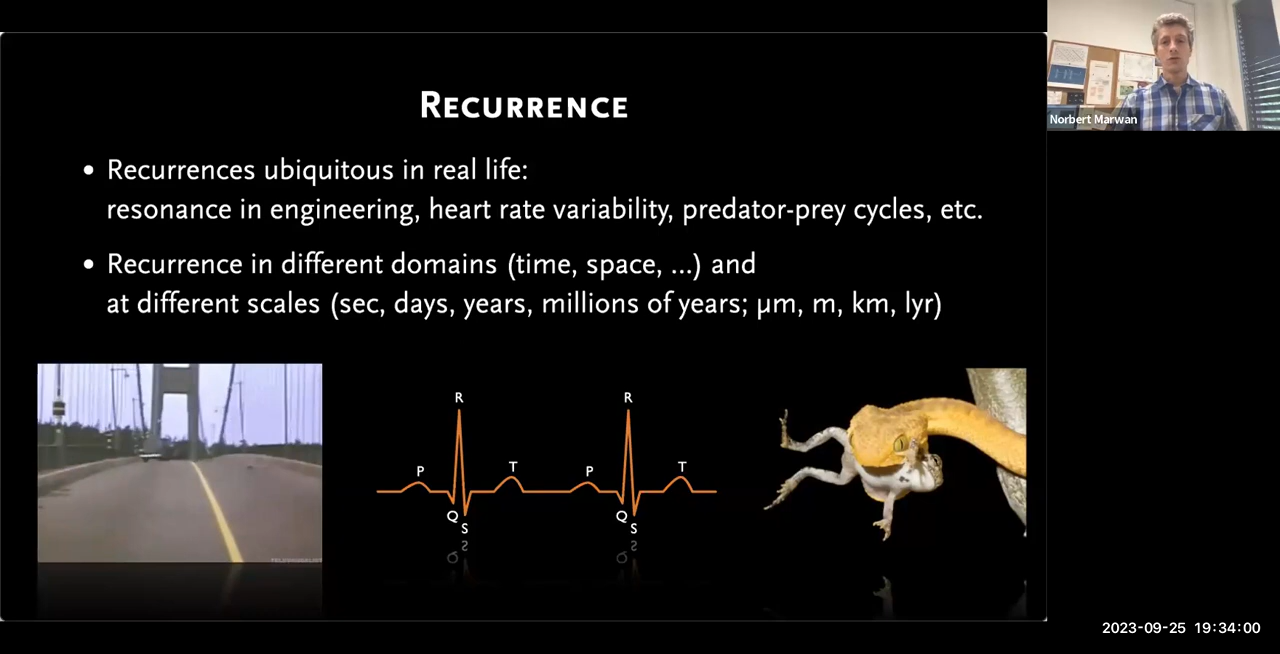 Recurrence
• Recurrences ubiquitous in real life:
resonance in engineering, heart rate variability, predator-prey cycles, etc.
• Recurrence in different domains (time, space, ...) and
at different scales (sec, days, years, millions of years; µm, m, km, lyr)
R R
P T P T
Q S Q S
Norbert Marwan
2023-09-25 19:34:00